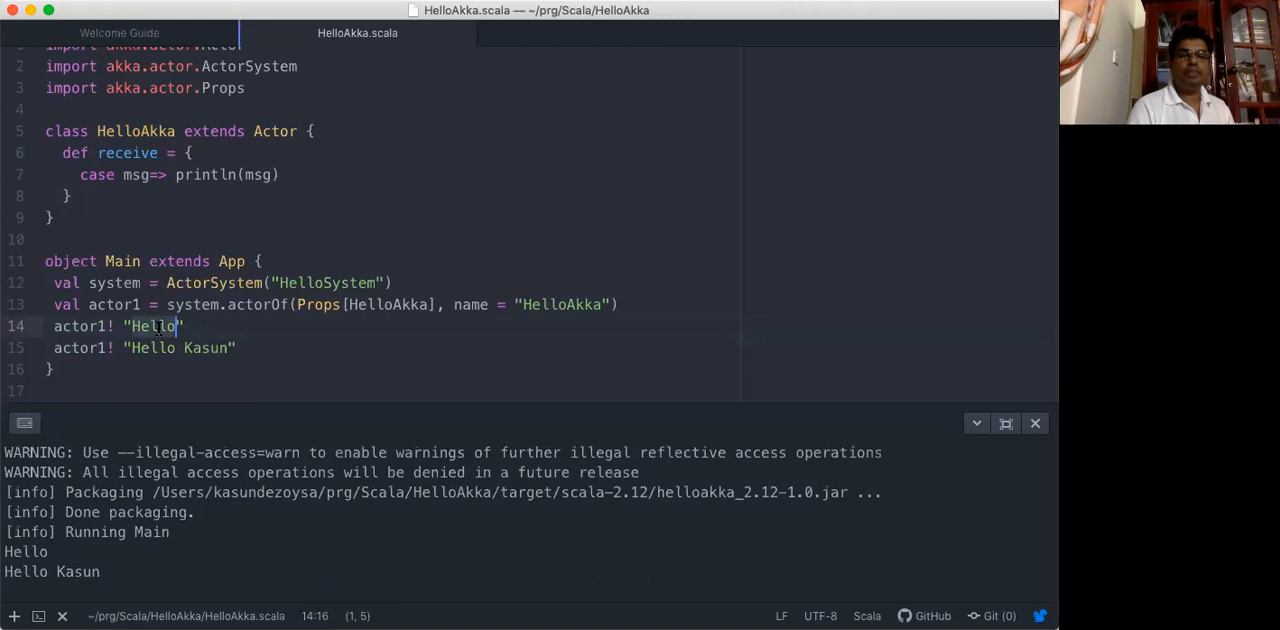 HelloAkka.scala — ~/prg/Scala/HelloAkka
Welcome Guide
HelloAkka.scala
1 import akka.actor.Actor
2 import akka.actor.ActorSystem
3 import akka.actor.Props
4
5 class HelloAkka extends Actor {
6 def receive = {
7 case msg=> println(msg)
8 }
9 }
10
11 object Main extends App {
12 val system = ActorSystem("HelloSystem")
13 val actor1 = system.actorOf(Props[HelloAkka], name = "HelloAkka")
14 actor1! "Hello"
15 actor1! "Hello Kasun"
16 }
17
WARNING: Use --illegal-access=warn to enable warnings of further illegal reflective access operations
WARNING: All illegal access operations will be denied in a future release
[info] Packaging /Users/kasundezoysa/prg/Scala/HelloAkka/target/scala-2.12/helloakka_2.12-1.0.jar ...
[info] Done packaging.
[info] Running Main
Hello
Hello Kasun
~/prg/Scala/HelloAkka/HelloAkka.scala 14:16 (1, 5) LF UTF-8 Scala GitHub Git (0)